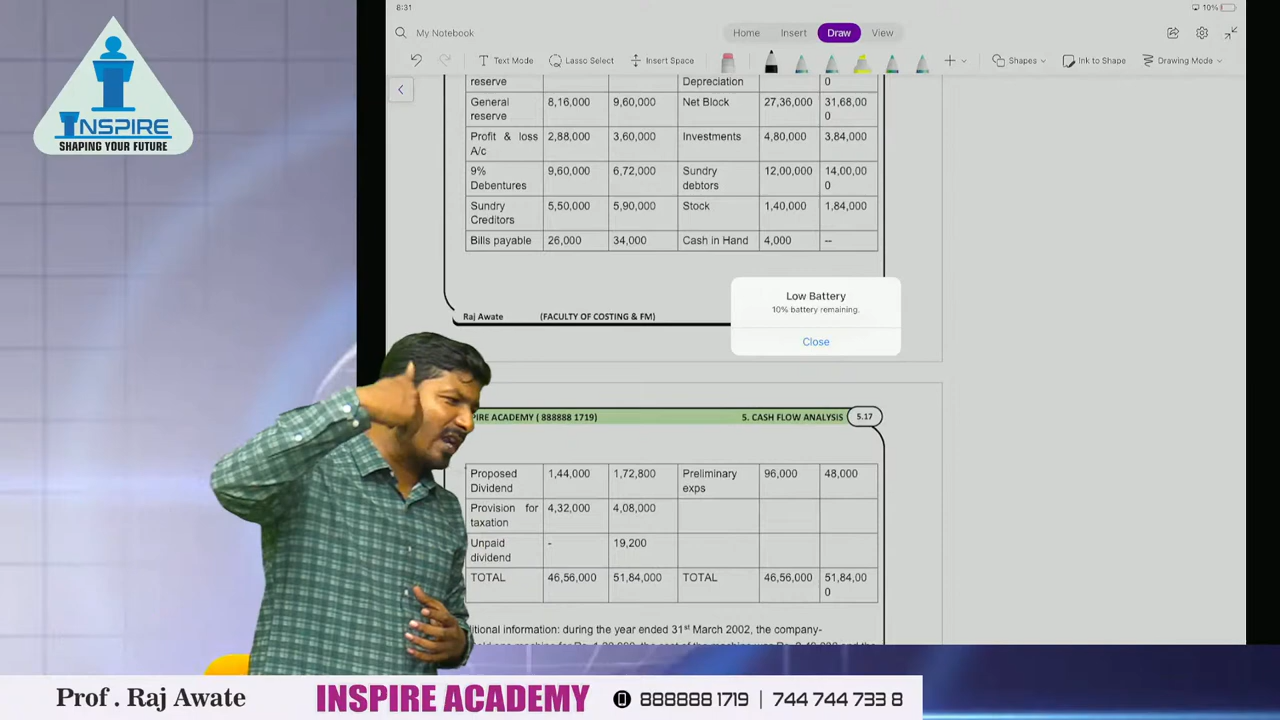 8:31
10%
My Notebook
Home Insert Draw View
Text Mode Lasso Select Insert Space Shapes Ink to Shape Drawing Mode
INSPIRE
SHAPING YOUR FUTURE
reserve Depreciation 0
General reserve 8,16,000 9,60,000 Net Block 27,36,000 31,68,000
Profit & loss A/c 2,88,000 3,60,000 Investments 4,80,000 3,84,000
9% Debentures 9,60,000 6,72,000 Sundry debtors 12,00,000 14,00,000
Sundry Creditors 5,50,000 5,90,000 Stock 1,40,000 1,84,000
Bills payable 26,000 34,000 Cash in Hand 4,000 --
Low Battery
10% battery remaining.
Close
Raj Awate (FACULTY OF COSTING & FM)
PIRE ACADEMY ( 888888 1719) 5. CASH FLOW ANALYSIS 5.17
Proposed Dividend 1,44,000 1,72,800 Preliminary exps 96,000 48,000
Provision for taxation 4,32,000 4,08,000
Unpaid dividend - 19,200
TOTAL 46,56,000 51,84,000 TOTAL 46,56,000 51,84,000
itional information: during the year ended 31st March 2002, the company-
Prof . Raj Awate INSPIRE ACADEMY 888888 1719 | 744 744 733 8